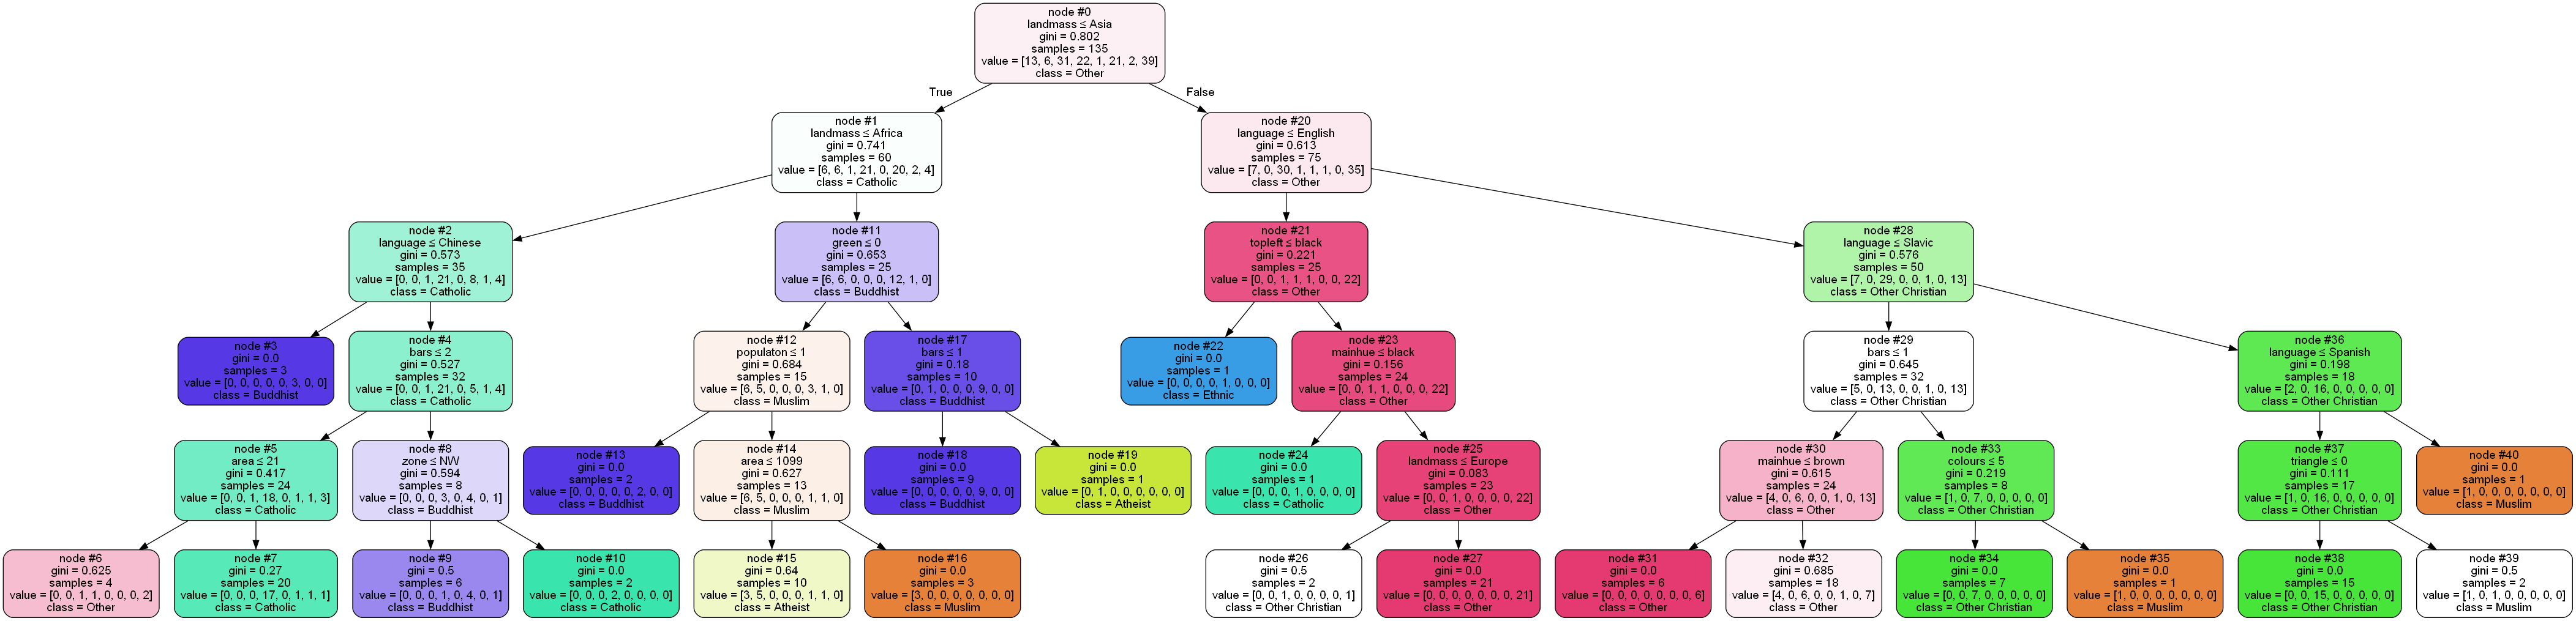 node #0
landmass ≤ Asia
gini = 0.802
samples = 135
value = [13, 6, 31, 22, 1, 21, 2, 39]
class = Other
True
False
node #1
landmass ≤ Africa
gini = 0.741
samples = 60
value = [6, 6, 1, 21, 0, 20, 2, 4]
class = Catholic
node #20
language ≤ English
gini = 0.613
samples = 75
value = [7, 0, 30, 1, 1, 1, 0, 35]
class = Other
node #2
language ≤ Chinese
gini = 0.573
samples = 35
value = [0, 0, 1, 21, 0, 8, 1, 4]
class = Catholic
node #11
green ≤ 0
gini = 0.653
samples = 25
value = [6, 6, 0, 0, 0, 12, 1, 0]
class = Buddhist
node #21
topleft ≤ black
gini = 0.221
samples = 25
value = [0, 0, 1, 1, 1, 0, 0, 22]
class = Other
node #28
language ≤ Slavic
gini = 0.576
samples = 50
value = [7, 0, 29, 0, 0, 1, 0, 13]
class = Other Christian
node #3
gini = 0.0
samples = 3
value = [0, 0, 0, 0, 0, 3, 0, 0]
class = Buddhist
node #4
bars ≤ 2
gini = 0.527
samples = 32
value = [0, 0, 1, 21, 0, 5, 1, 4]
class = Catholic
node #12
populaton ≤ 1
gini = 0.684
samples = 15
value = [6, 5, 0, 0, 0, 3, 1, 0]
class = Muslim
node #17
bars ≤ 1
gini = 0.18
samples = 10
value = [0, 1, 0, 0, 0, 9, 0, 0]
class = Buddhist
node #22
gini = 0.0
samples = 1
value = [0, 0, 0, 0, 1, 0, 0, 0]
class = Ethnic
node #23
mainhue ≤ black
gini = 0.156
samples = 24
value = [0, 0, 1, 1, 0, 0, 0, 22]
class = Other
node #29
bars ≤ 1
gini = 0.645
samples = 32
value = [5, 0, 13, 0, 0, 1, 0, 13]
class = Other Christian
node #36
language ≤ Spanish
gini = 0.198
samples = 18
value = [2, 0, 16, 0, 0, 0, 0, 0]
class = Other Christian
node #5
area ≤ 21
gini = 0.417
samples = 24
value = [0, 0, 1, 18, 0, 1, 1, 3]
class = Catholic
node #8
zone ≤ NW
gini = 0.594
samples = 8
value = [0, 0, 0, 3, 0, 4, 0, 1]
class = Buddhist
node #13
gini = 0.0
samples = 2
value = [0, 0, 0, 0, 0, 2, 0, 0]
class = Buddhist
node #14
area ≤ 1099
gini = 0.627
samples = 13
value = [6, 5, 0, 0, 0, 1, 1, 0]
class = Muslim
node #18
gini = 0.0
samples = 9
value = [0, 0, 0, 0, 0, 9, 0, 0]
class = Buddhist
node #19
gini = 0.0
samples = 1
value = [0, 1, 0, 0, 0, 0, 0, 0]
class = Atheist
node #24
gini = 0.0
samples = 1
value = [0, 0, 0, 1, 0, 0, 0, 0]
class = Catholic
node #25
landmass ≤ Europe
gini = 0.083
samples = 23
value = [0, 0, 1, 0, 0, 0, 0, 22]
class = Other
node #30
mainhue ≤ brown
gini = 0.615
samples = 24
value = [4, 0, 6, 0, 0, 1, 0, 13]
class = Other
node #33
colours ≤ 5
gini = 0.219
samples = 8
value = [1, 0, 7, 0, 0, 0, 0, 0]
class = Other Christian
node #37
triangle ≤ 0
gini = 0.111
samples = 17
value = [1, 0, 16, 0, 0, 0, 0, 0]
class = Other Christian
node #40
gini = 0.0
samples = 1
value = [1, 0, 0, 0, 0, 0, 0, 0]
class = Muslim
node #6
gini = 0.625
samples = 4
value = [0, 0, 1, 1, 0, 0, 0, 2]
class = Other
node #7
gini = 0.27
samples = 20
value = [0, 0, 0, 17, 0, 1, 1, 1]
class = Catholic
node #9
gini = 0.5
samples = 6
value = [0, 0, 0, 1, 0, 4, 0, 1]
class = Buddhist
node #10
gini = 0.0
samples = 2
value = [0, 0, 0, 2, 0, 0, 0, 0]
class = Catholic
node #15
gini = 0.64
samples = 10
value = [3, 5, 0, 0, 0, 1, 1, 0]
class = Atheist
node #16
gini = 0.0
samples = 3
value = [3, 0, 0, 0, 0, 0, 0, 0]
class = Muslim
node #26
gini = 0.5
samples = 2
value = [0, 0, 1, 0, 0, 0, 0, 1]
class = Other Christian
node #27
gini = 0.0
samples = 21
value = [0, 0, 0, 0, 0, 0, 0, 21]
class = Other
node #31
gini = 0.0
samples = 6
value = [0, 0, 0, 0, 0, 0, 0, 6]
class = Other
node #32
gini = 0.685
samples = 18
value = [4, 0, 6, 0, 0, 1, 0, 7]
class = Other
node #34
gini = 0.0
samples = 7
value = [0, 0, 7, 0, 0, 0, 0, 0]
class = Other Christian
node #35
gini = 0.0
samples = 1
value = [1, 0, 0, 0, 0, 0, 0, 0]
class = Muslim
node #38
gini = 0.0
samples = 15
value = [0, 0, 15, 0, 0, 0, 0, 0]
class = Other Christian
node #39
gini = 0.5
samples = 2
value = [1, 0, 1, 0, 0, 0, 0, 0]
class = Muslim